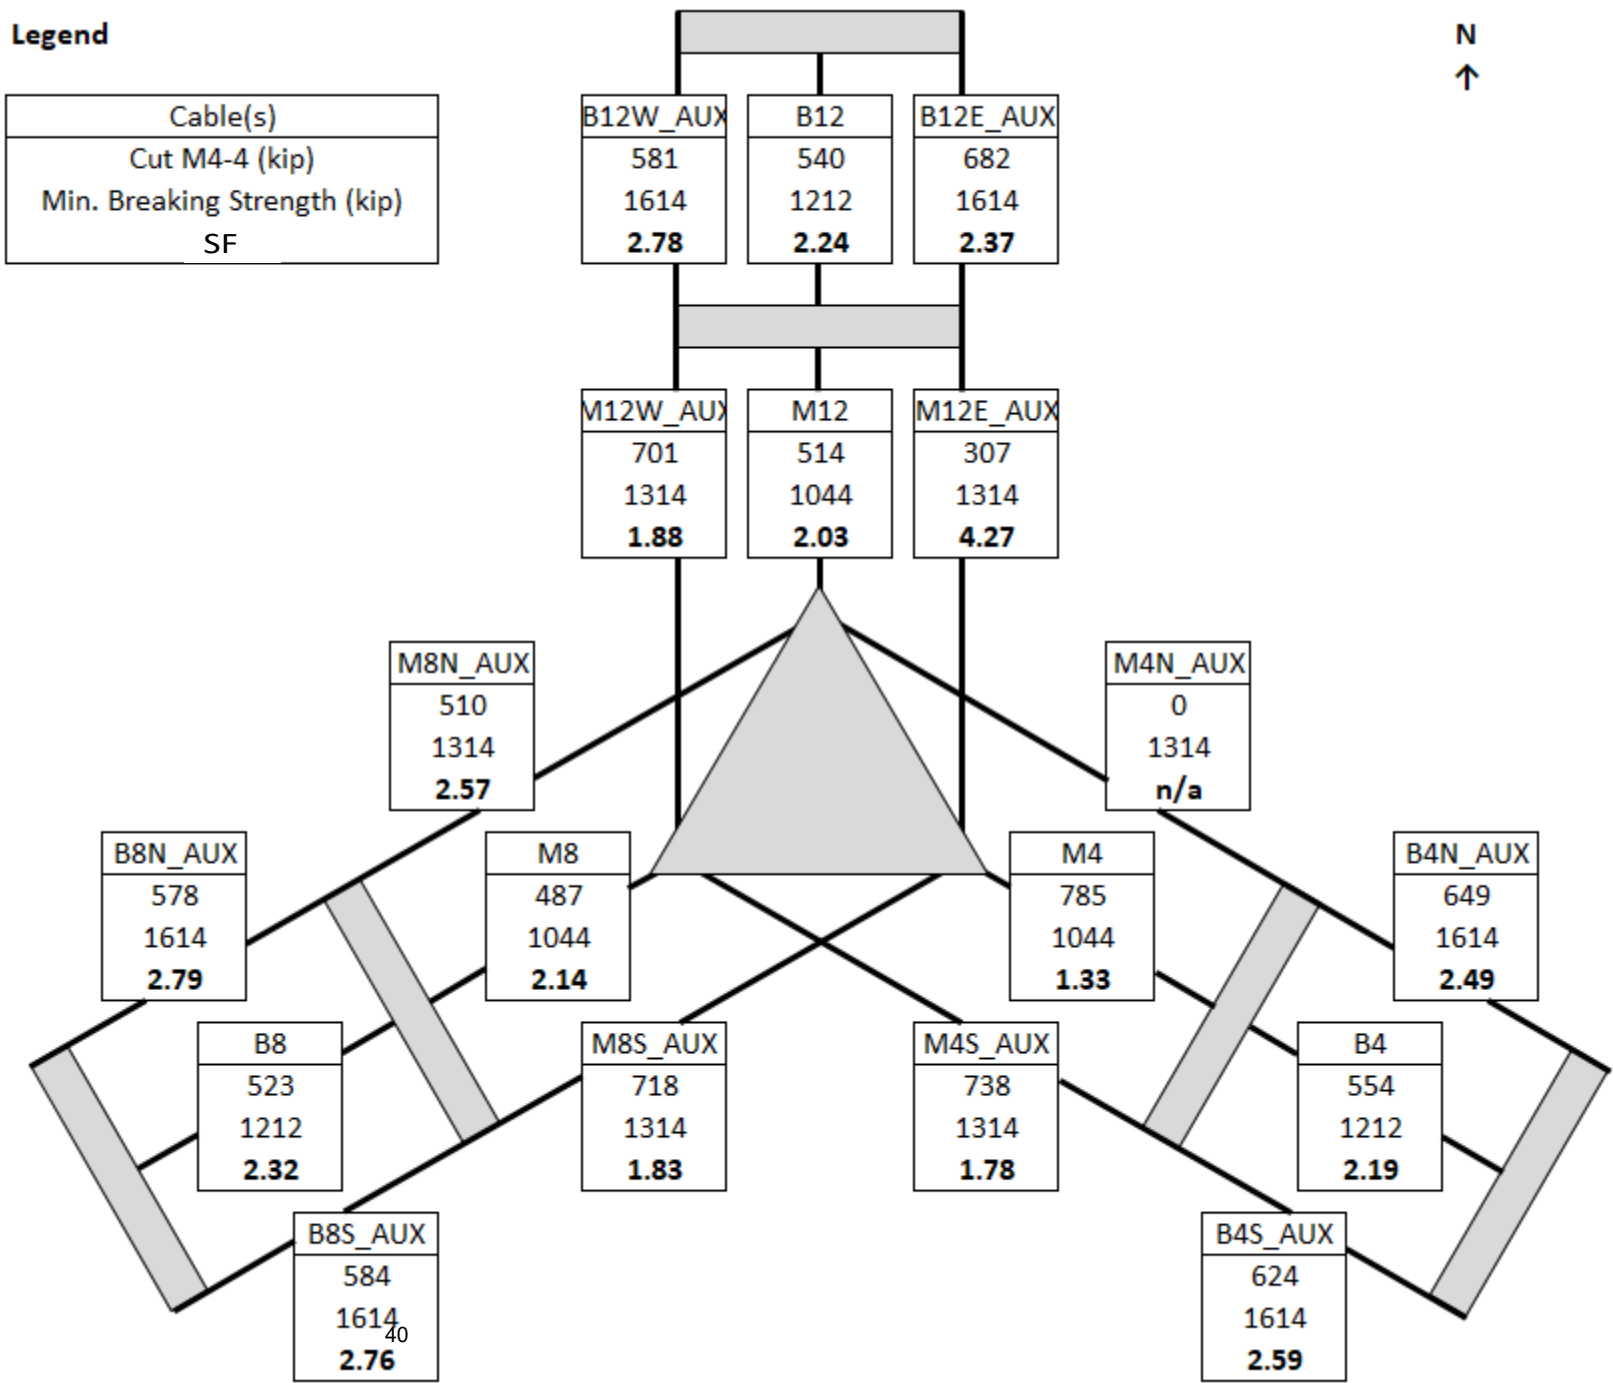 Legend
N
↑
Cable(s)
Cut M4-4 (kip)
Min. Breaking Strength (kip)
SF
B12W_AUX
581
1614
2.78
B12
540
1212
2.24
B12E_AUX
682
1614
2.37
M12W_AUX
701
1314
1.88
M12
514
1044
2.03
M12E_AUX
307
1314
4.27
M8N_AUX
510
1314
2.57
M4N_AUX
0
1314
n/a
B8N_AUX
578
1614
2.79
M8
487
1044
2.14
M4
785
1044
1.33
B4N_AUX
649
1614
2.49
B8
523
1212
2.32
M8S_AUX
718
1314
1.83
M4S_AUX
738
1314
1.78
B4
554
1212
2.19
B8S_AUX
584
1614
40
2.76
B4S_AUX
624
1614
2.59